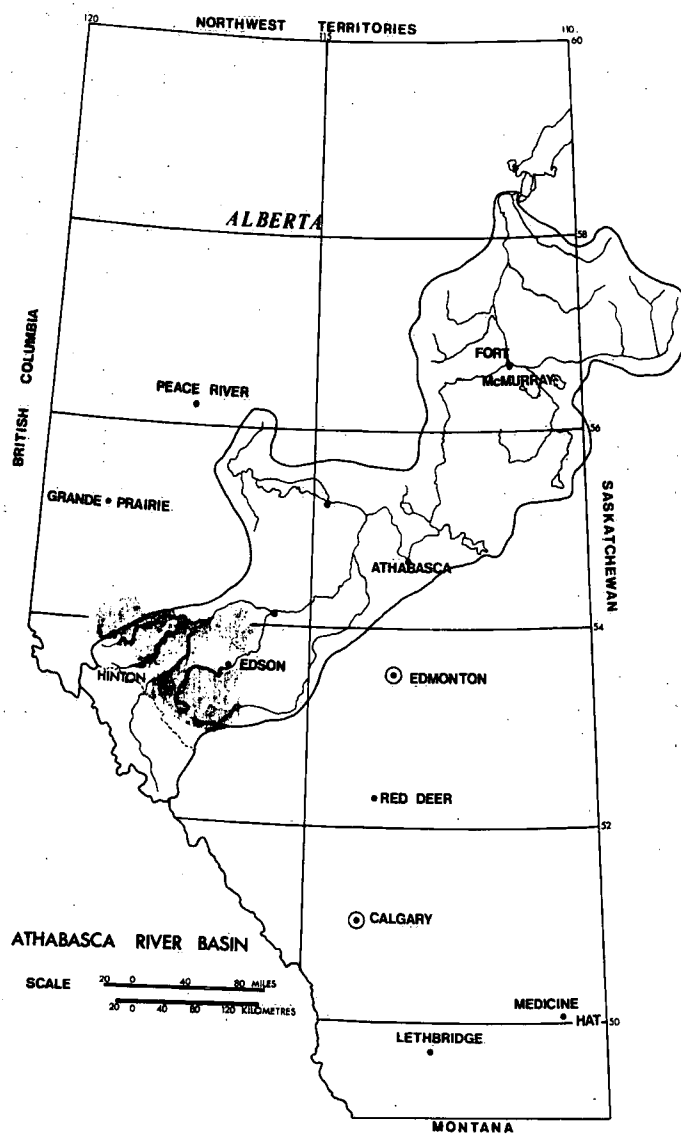 120
NORTHWEST TERRITORIES
115
110
60
ALBERTA
58
BRITISH COLUMBIA
FORT
McMURRAY
PEACE RIVER
56
GRANDE PRAIRIE
SASKATCHEWAN
ATHABASCA
54
HINTON
EDSON
EDMONTON
RED DEER
52
CALGARY
ATHABASCA RIVER BASIN
SCALE
20 0 40 80 MILES
20 0 40 80 120 KILOMETRES
MEDICINE
HAT
50
LETHBRIDGE
MONTANA